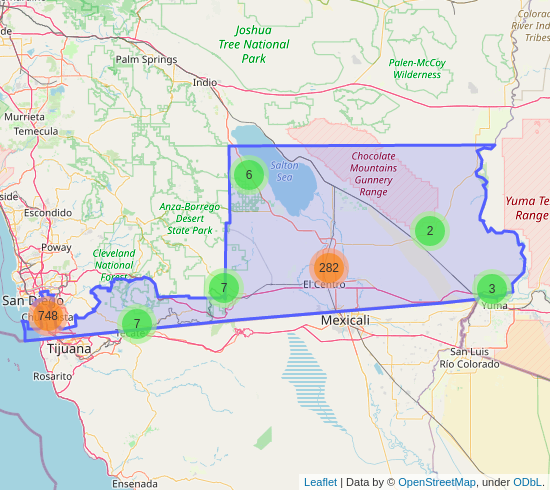 Colorado
River Indian
Tribes
Joshua
Tree National
Park
Palen-McCoy
Wilderness
Palm Springs
Indio
Murrieta
Temecula
Salton
Sea
Chocolate
Mountains
Gunnery
Range
6
Anza-Borrego
Desert
State Park
Yuma Te
Range
side
Escondido
Poway
Cleveland
National
Forest
2
282
El Centro
7
3
Yuma
San Diego
748
7
Tecate
Mexicali
Tijuana
Rosarito
San Luis
Río Colorado
Ensenada
Leaflet | Data by © OpenStreetMap, under ODbL.